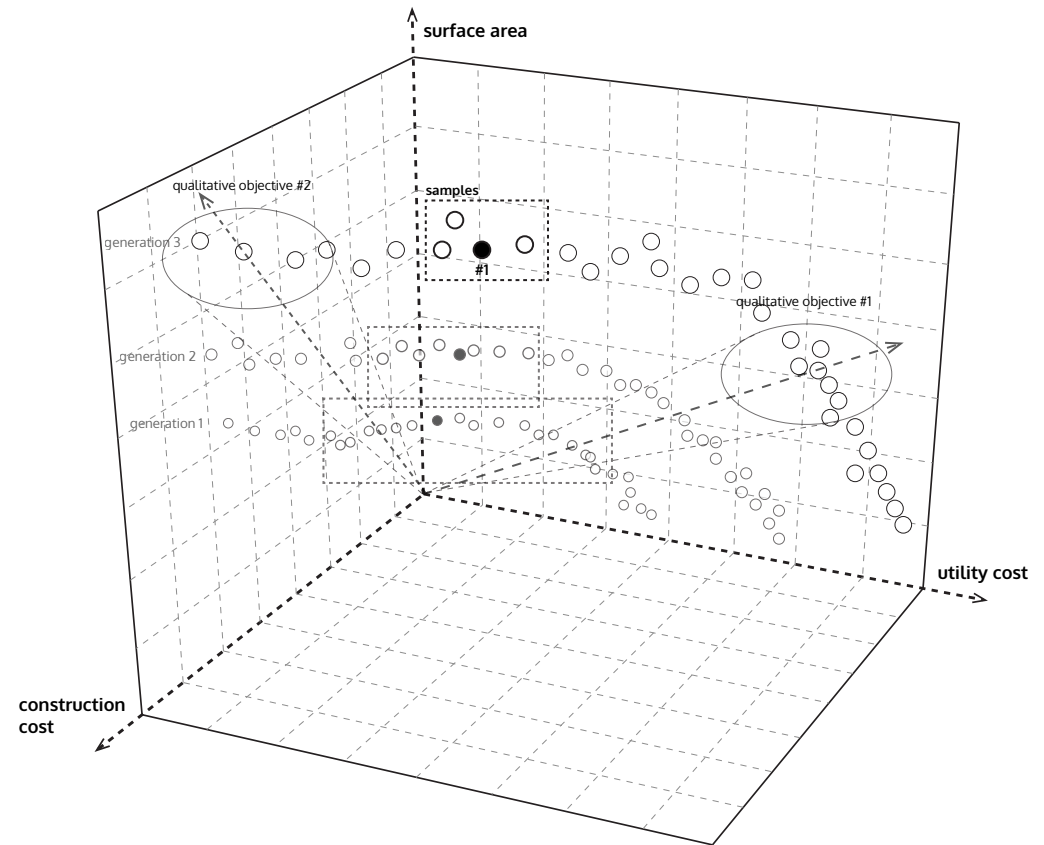 surface area
qualitative objective #2
samples
generation 3
#1
qualitative objective #1
generation 2
generation 1
utility cost
construction
cost